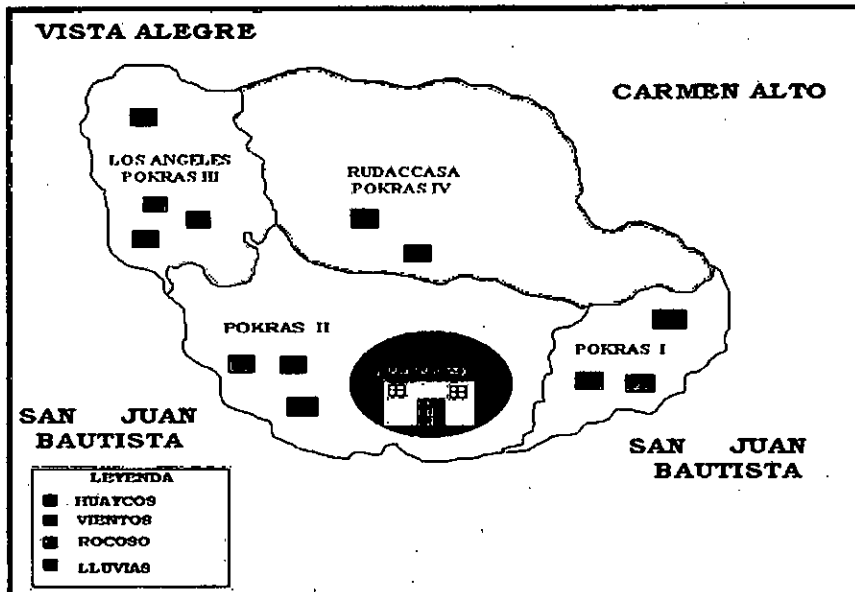 VISTA ALEGRE
CARMEN ALTO
LOS ANGELES
POKRAS III
RUDACCASA
POKRAS IV
POKRAS II
POKRAS I
SAN JUAN
BAUTISTA
SAN JUAN
BAUTISTA
LEYENDA
HUAYCOS
VIENTOS
ROCOSO
LLUVIAS